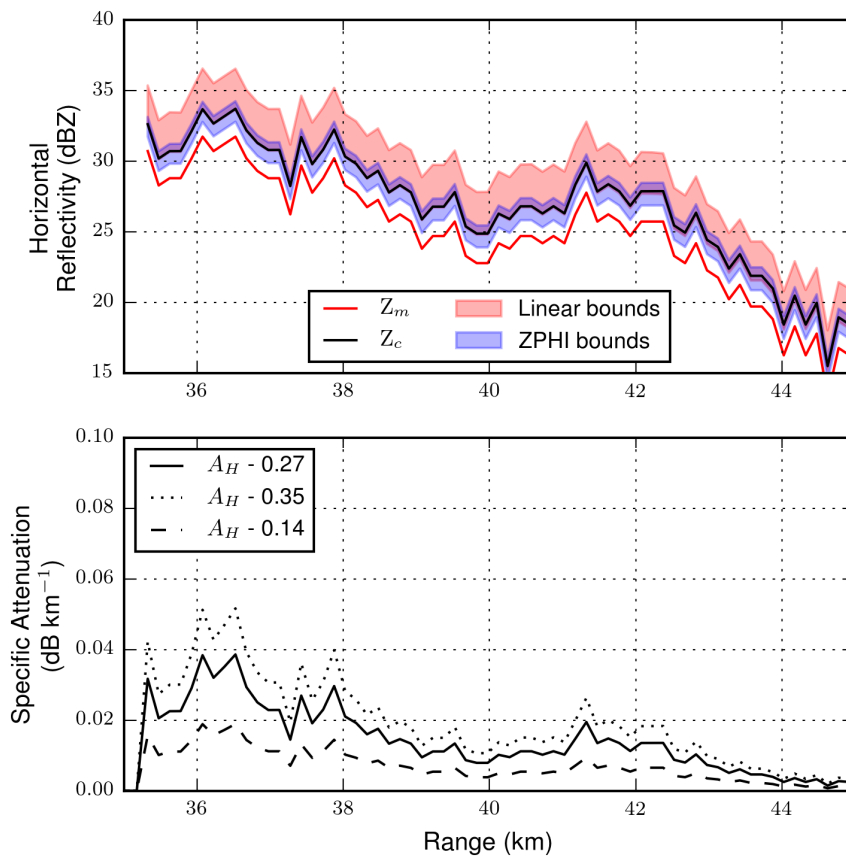 40
35
30
25
20
15
Horizontal
Reflectivity (dBZ)
Z_m
Z_c
Linear bounds
ZPHI bounds
36
38
40
42
44
0.10
0.08
0.06
0.04
0.02
0.00
Specific Attenuation
(dB km⁻¹)
A_H - 0.27
A_H - 0.35
A_H - 0.14
36
38
40
42
44
Range (km)